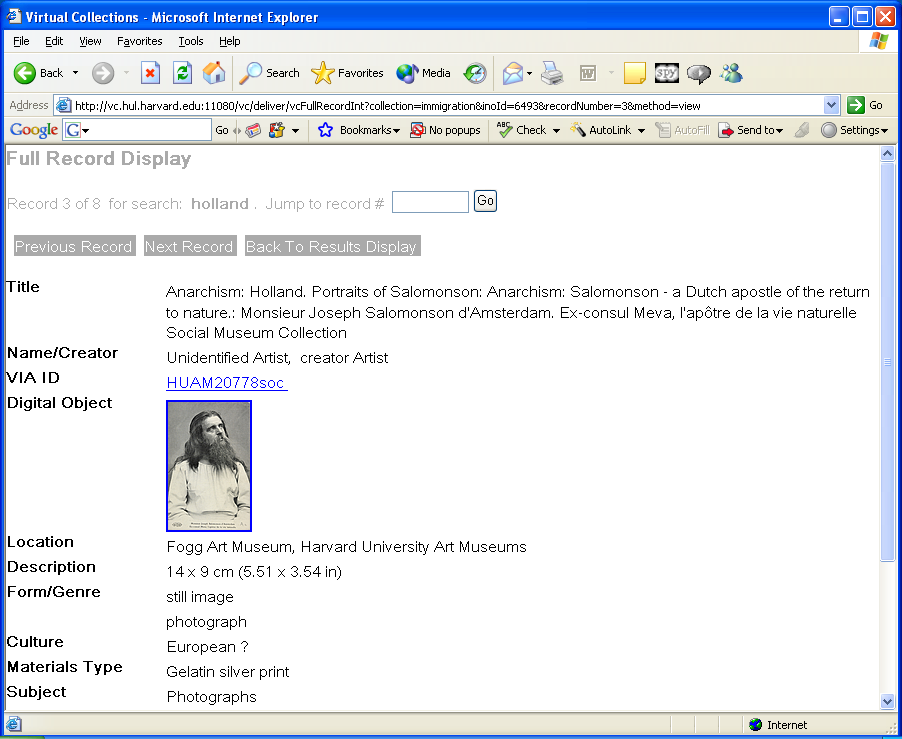 Virtual Collections - Microsoft Internet Explorer
File Edit View Favorites Tools Help
Back Search Favorites Media
Address http://vc.hul.harvard.edu:11080/vc/deliver/vcFullRecordInt?collection=immigration&inoId=6493&recordNumber=3&method=view Go
Google G Go Bookmarks No popups ABC Check AutoLink AutoFill Send to Settings
Full Record Display
Record 3 of 8 for search: holland . Jump to record # Go
Previous Record Next Record Back To Results Display
Title Anarchism: Holland. Portraits of Salomonson: Anarchism: Salomonson - a Dutch apostle of the return
to nature.: Monsieur Joseph Salomonson d'Amsterdam. Ex-consul Meva, l'apôtre de la vie naturelle
Social Museum Collection
Name/Creator Unidentified Artist, creator Artist
VIA ID HUAM20778soc
Digital Object
Location Fogg Art Museum, Harvard University Art Museums
Description 14 x 9 cm (5.51 x 3.54 in)
Form/Genre still image
photograph
Culture European ?
Materials Type Gelatin silver print
Subject Photographs
Internet